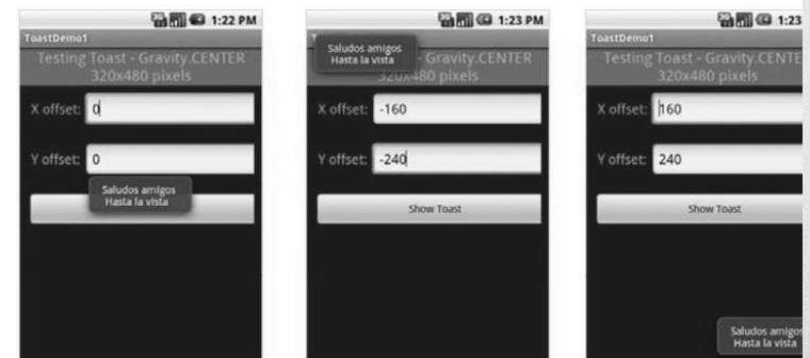 1:22 PM
ToastDemo1
Testing Toast - Gravity.CENTER
320x480 pixels
X offset: 0
Y offset: 0
Saludos amigos
Hasta la vista
1:23 PM
Saludos amigos
Hasta la vista
- Gravity.CENTER
320x480 pixels
X offset: -160
Y offset: -240
Show Toast
1:23
ToastDemo1
Testing Toast - Gravity.CENTE
320x480 pixels
X offset: 160
Y offset: 240
Show Toast
Saludos amigos
Hasta la vista